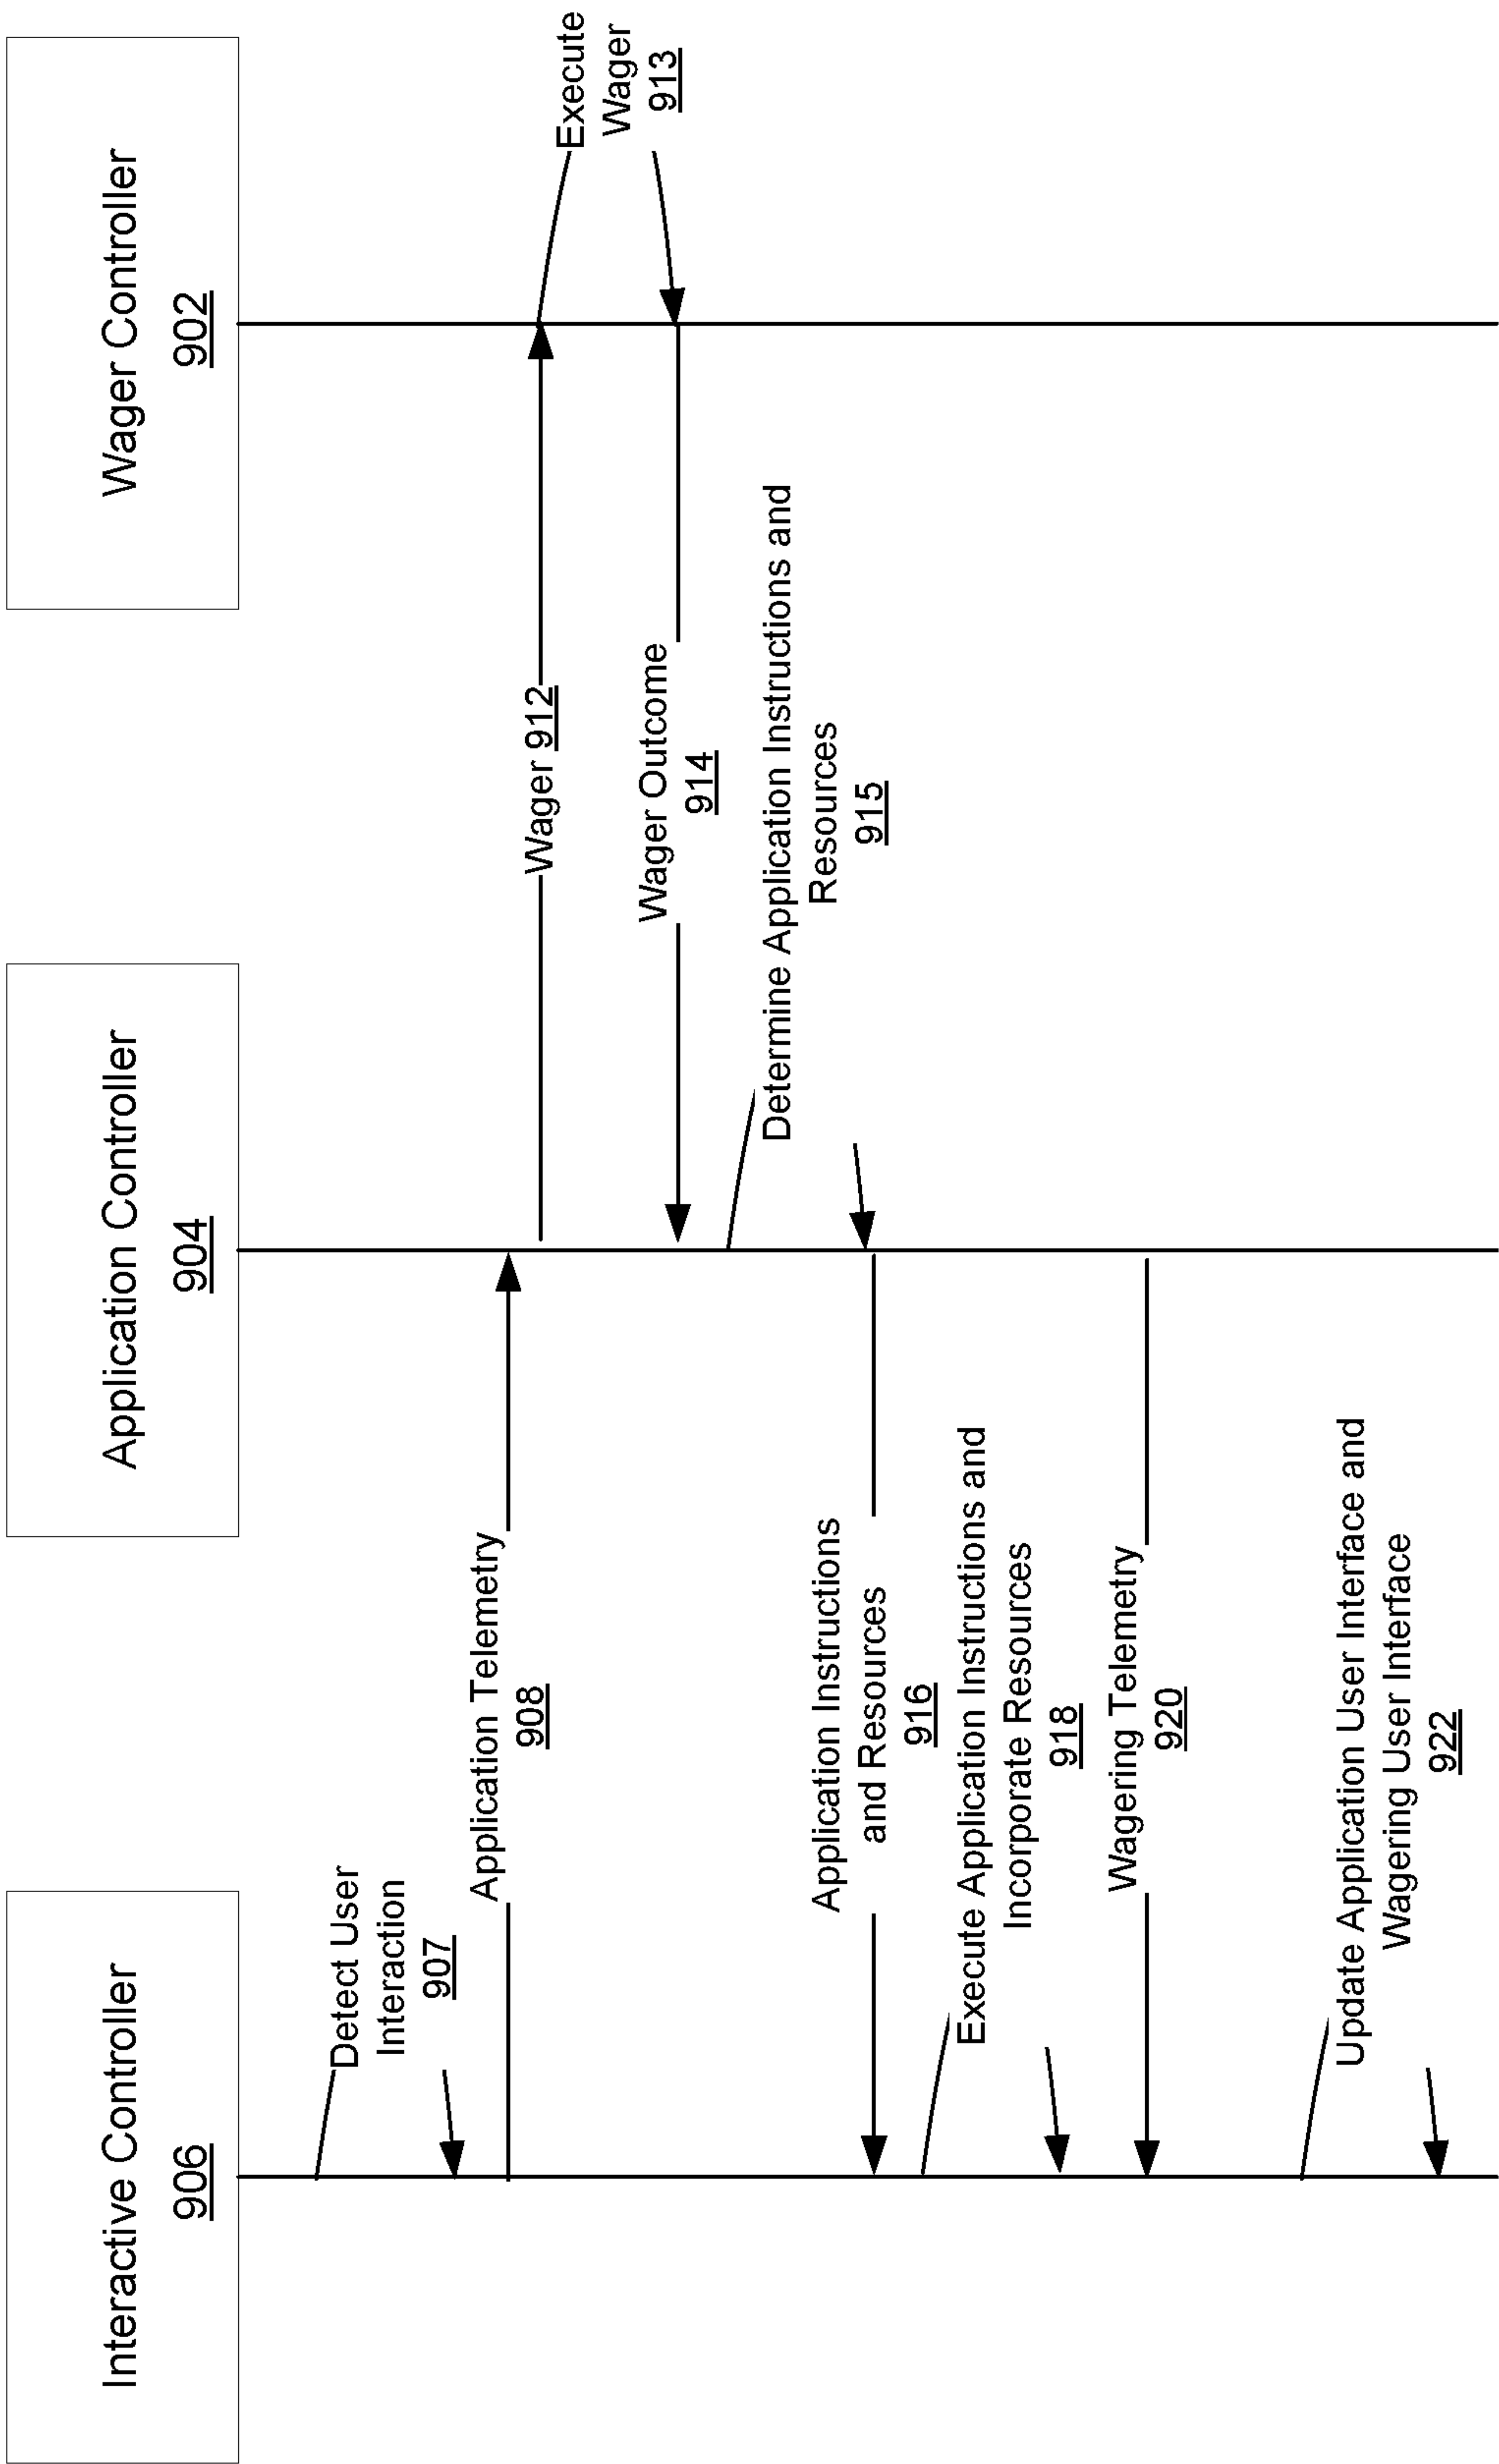 Interactive Controller
906
Application Controller
904
Wager Controller
902
Detect User
Interaction
907
Application Telemetry
908
Wager 912
Execute
Wager
913
Wager Outcome
914
Determine Application Instructions and
Resources
915
Application Instructions
and Resources
916
Execute Application Instructions and
Incorporate Resources
918
Wagering Telemetry
920
Update Application User Interface and
Wagering User Interface
922